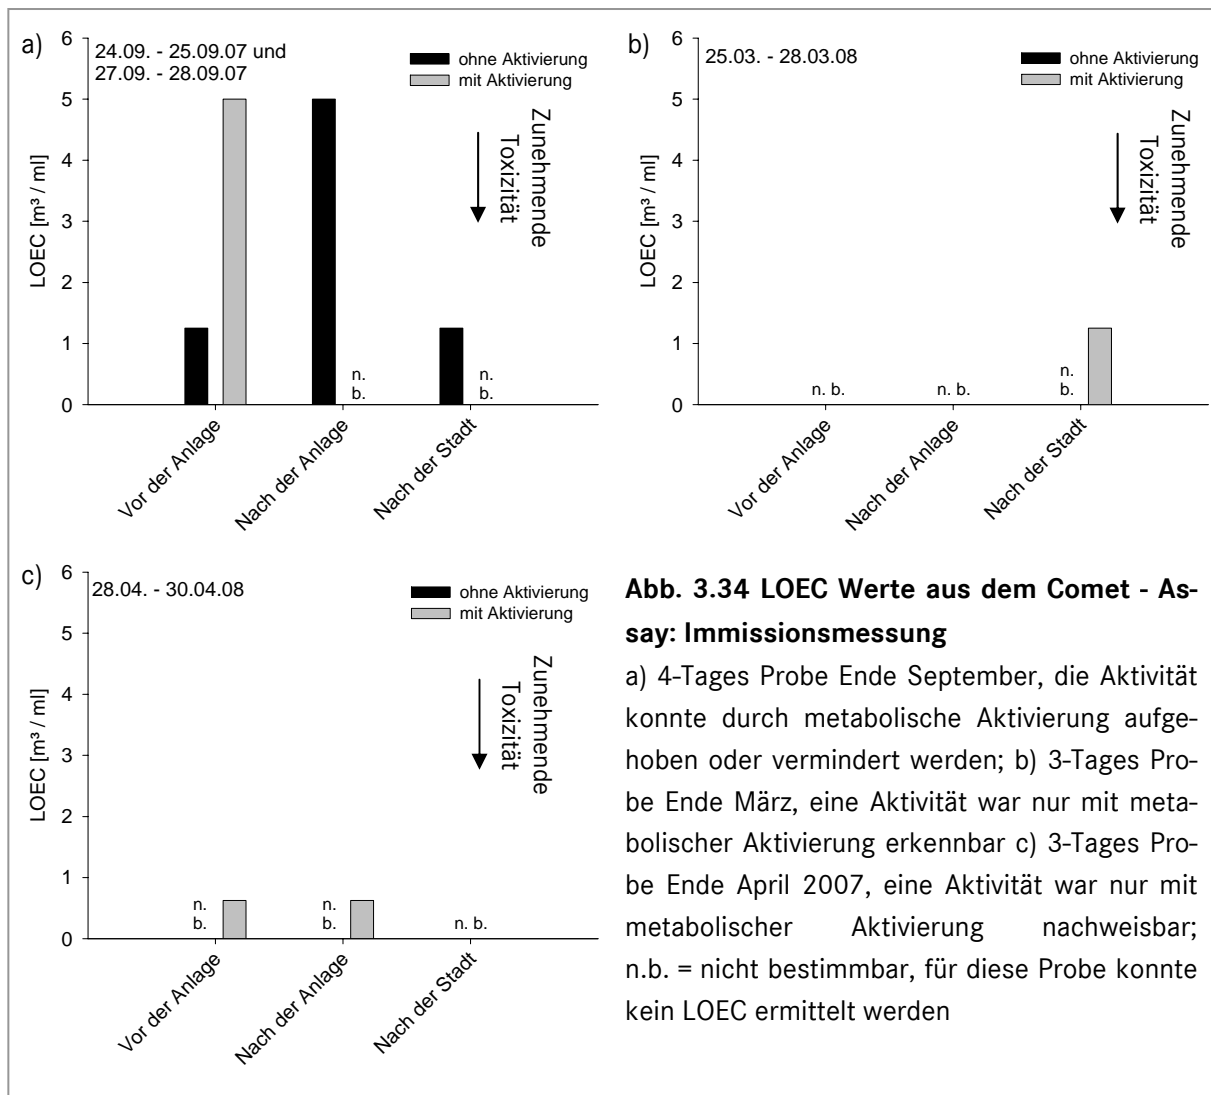 a)
24.09. - 25.09.07 und
27.09. - 28.09.07
ohne Aktivierung
mit Aktivierung
Zunehmende
Toxizität
LOEC [m³ / ml]
6
5
4
3
2
1
0
n.
b.
n.
b.
Vor der Anlage
Nach der Anlage
Nach der Stadt
b)
25.03. - 28.03.08
ohne Aktivierung
mit Aktivierung
Zunehmende
Toxizität
LOEC [m³ / ml]
6
5
4
3
2
1
0
n. b.
n. b.
n.
b.
Vor der Anlage
Nach der Anlage
Nach der Stadt
c)
28.04. - 30.04.08
ohne Aktivierung
mit Aktivierung
Zunehmende
Toxizität
LOEC [m³ / ml]
6
5
4
3
2
1
0
n.
b.
n.
b.
n. b.
Vor der Anlage
Nach der Anlage
Nach der Stadt
Abb. 3.34 LOEC Werte aus dem Comet - As-
say: Immissionsmessung
a) 4-Tages Probe Ende September, die Aktivität
konnte durch metabolische Aktivierung aufge-
hoben oder vermindert werden; b) 3-Tages Pro-
be Ende März, eine Aktivität war nur mit meta-
bolischer Aktivierung erkennbar c) 3-Tages Pro-
be Ende April 2007, eine Aktivität war nur mit
metabolischer Aktivierung nachweisbar;
n.b. = nicht bestimmbar, für diese Probe konnte
kein LOEC ermittelt werden